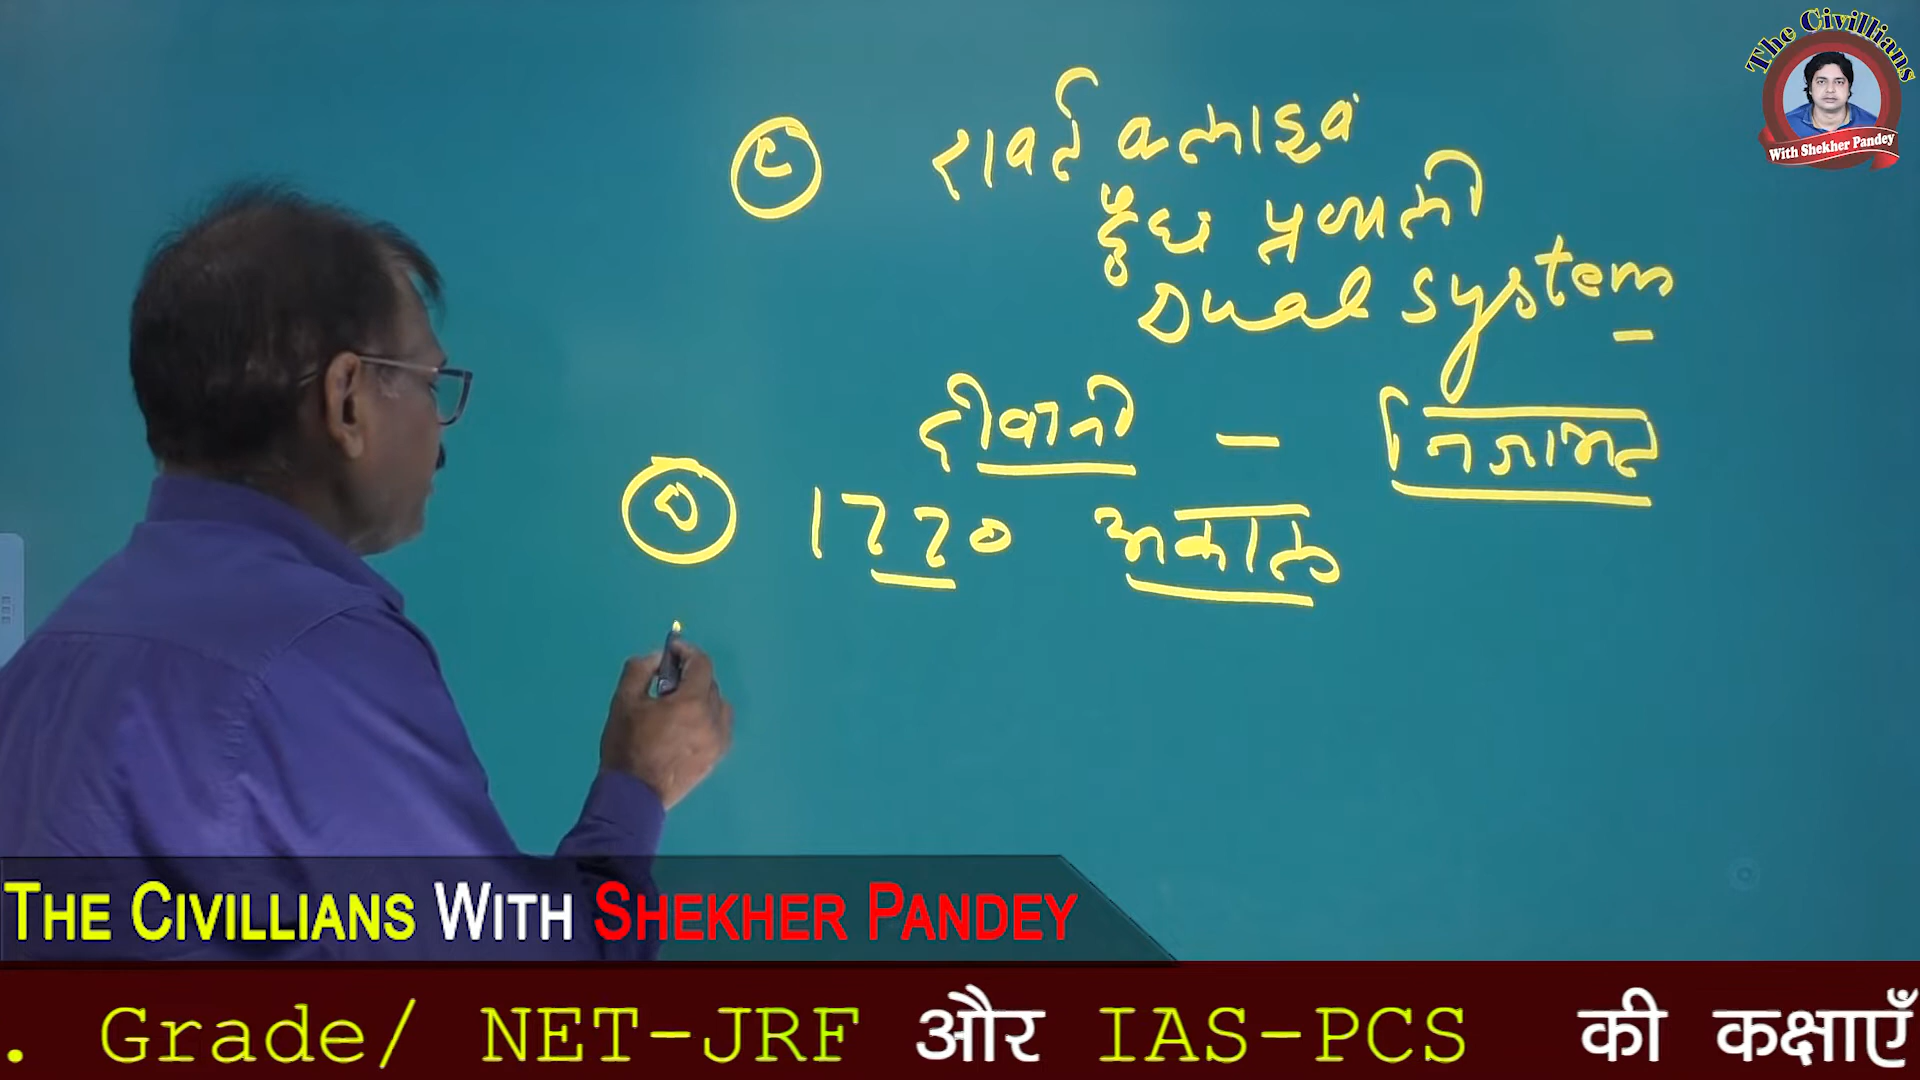 The Civillians
With Shekher Pandey
C राबर्ट क्लाइव
द्वैध प्रणाली
Dual system
दीवानी - निजामत
D 1770 अकाल
THE CIVILLIANS WITH SHEKHER PANDEY
. Grade/ NET-JRF और IAS-PCS की कक्षाएँ